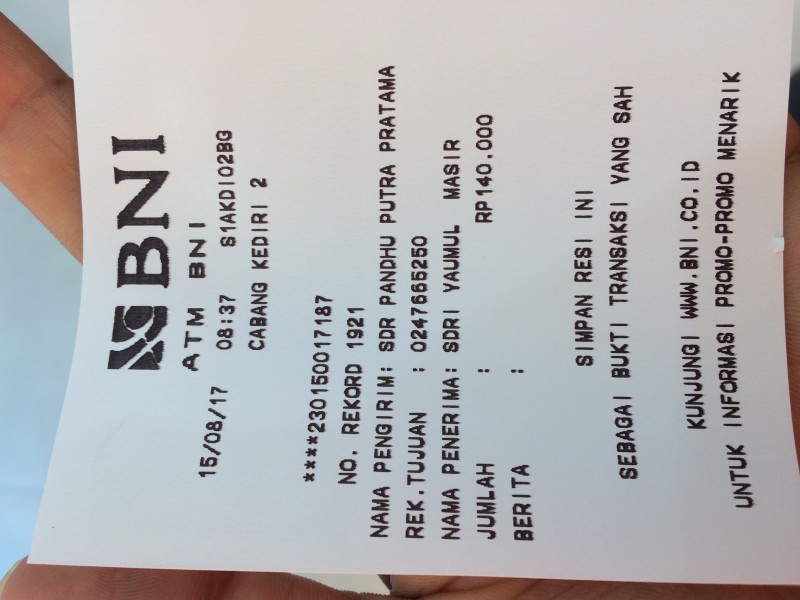 BNI
ATM BNI
15/08/17 08:37 S1AKDI02BG
CABANG KEDIRI 2
****230150017187
NO. REKORD 1921
NAMA PENGIRIM: SDR PANDHU PUTRA PRATAMA
REK.TUJUAN : 0247665250
NAMA PENERIMA: SDRI YAUMUL MASIR
JUMLAH : RP140.000
BERITA :
SIMPAN RESI INI
SEBAGAI BUKTI TRANSAKSI YANG SAH
KUNJUNGI WWW.BNI.CO.ID
UNTUK INFORMASI PROMO-PROMO MENARIK